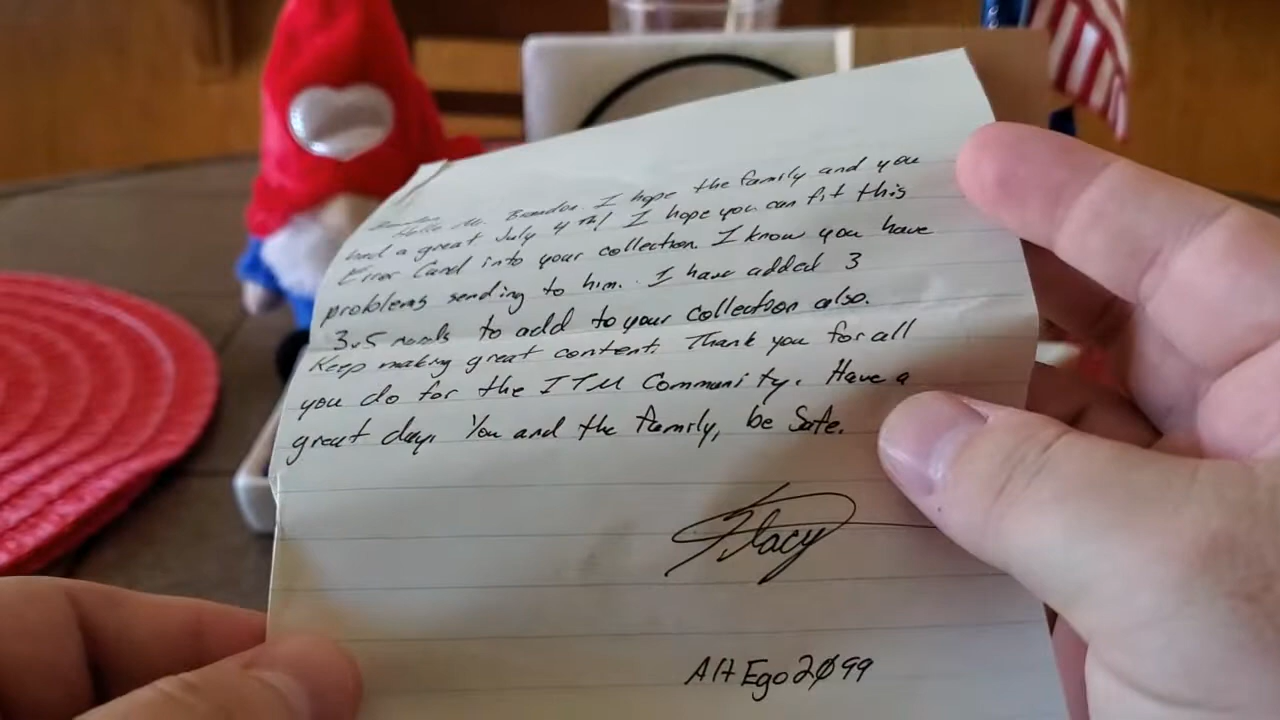 Hello Mr. Brandon. I hope the family and you
had a great July 4th! I hope you can fit this
Error Card into your collection. I know you have
problems sending to him. I have added 3
3.5 to add to your collection also.
Keep making great content. Thank you for all
you do for the ITM Community. Have a
great day. You and the family, be Safe.
Stacy
AltEgo2099